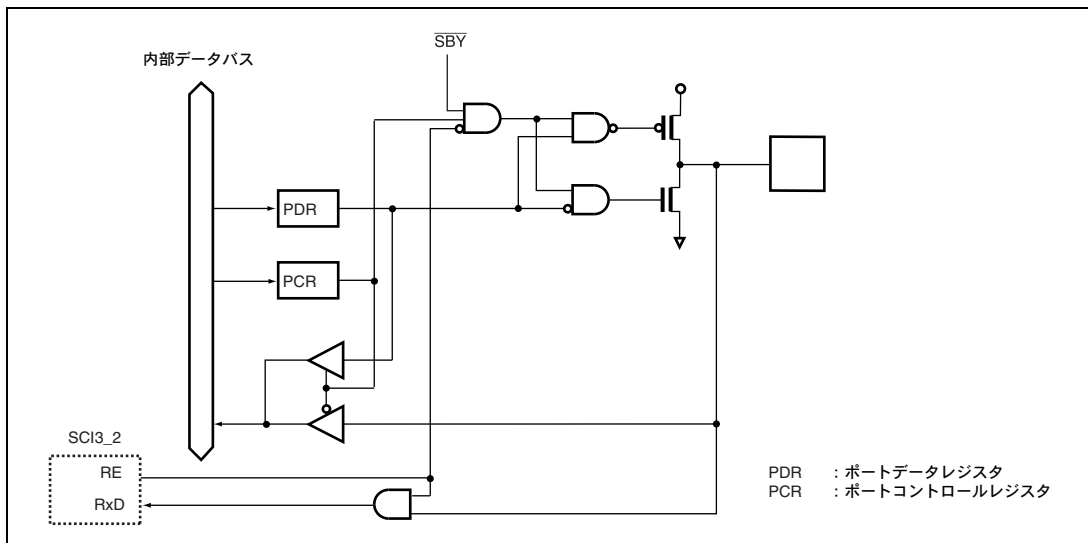 SBY
内部データバス
PDR
PCR
SCI3_2
RE
RxD
PDR :ポートデータレジスタ
PCR :ポートコントロールレジスタ